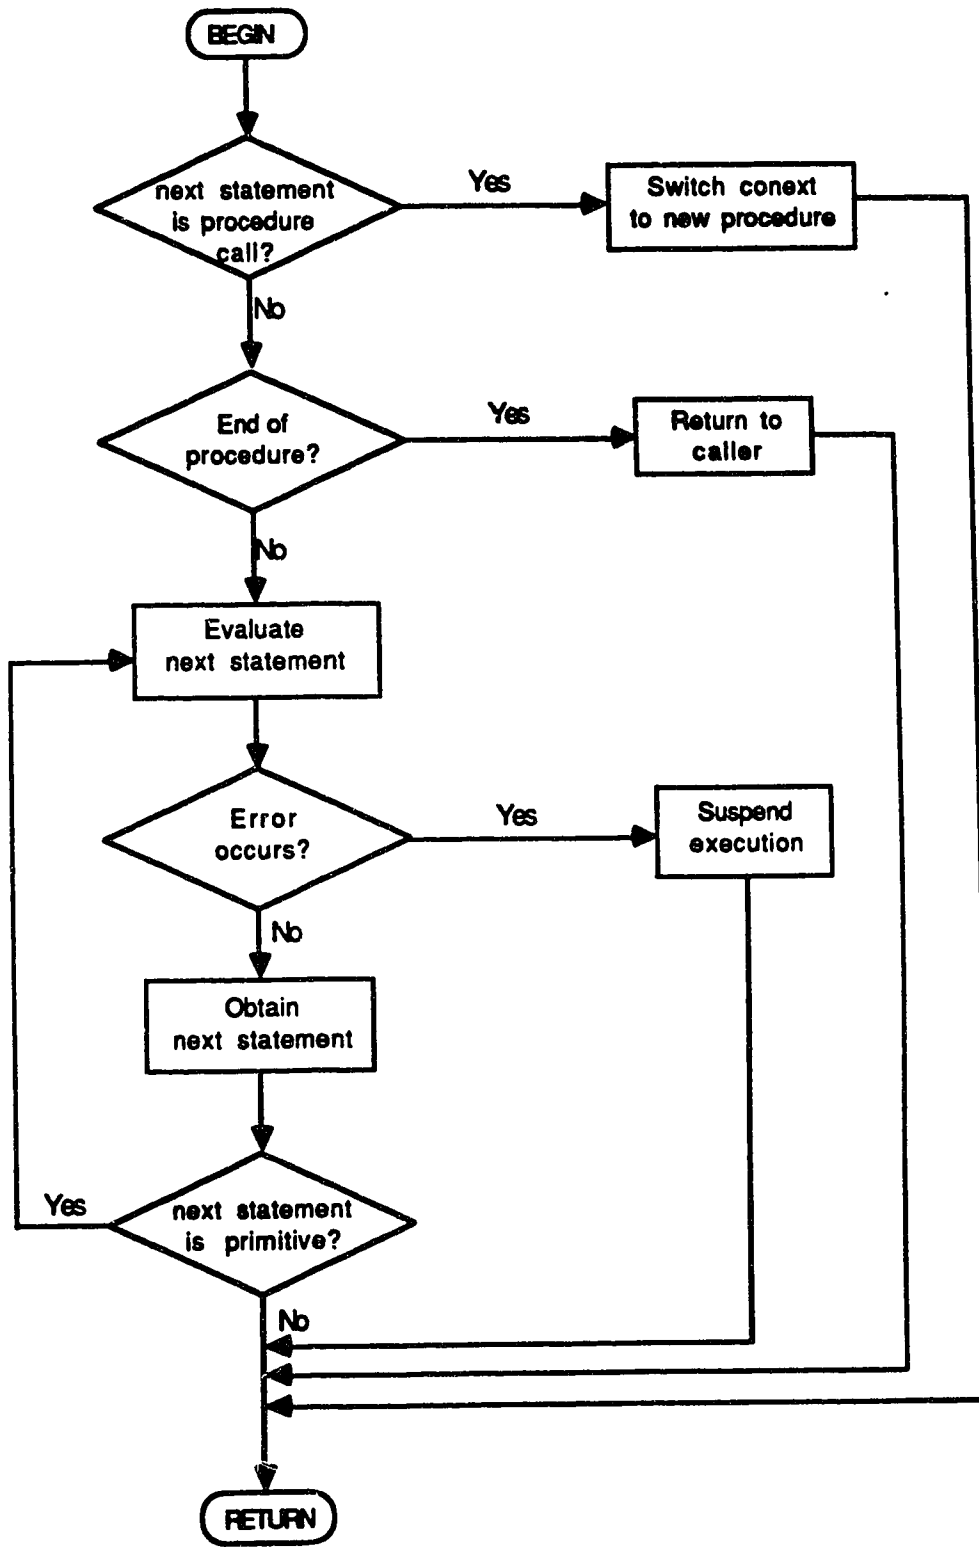 BEGIN
next statement
is procedure
call?
Yes
Switch conext
to new procedure
No
End of
procedure?
Yes
Return to
caller
No
Evaluate
next statement
Error
occurs?
Yes
Suspend
execution
No
Obtain
next statement
Yes
next statement
is primitive?
No
RETURN